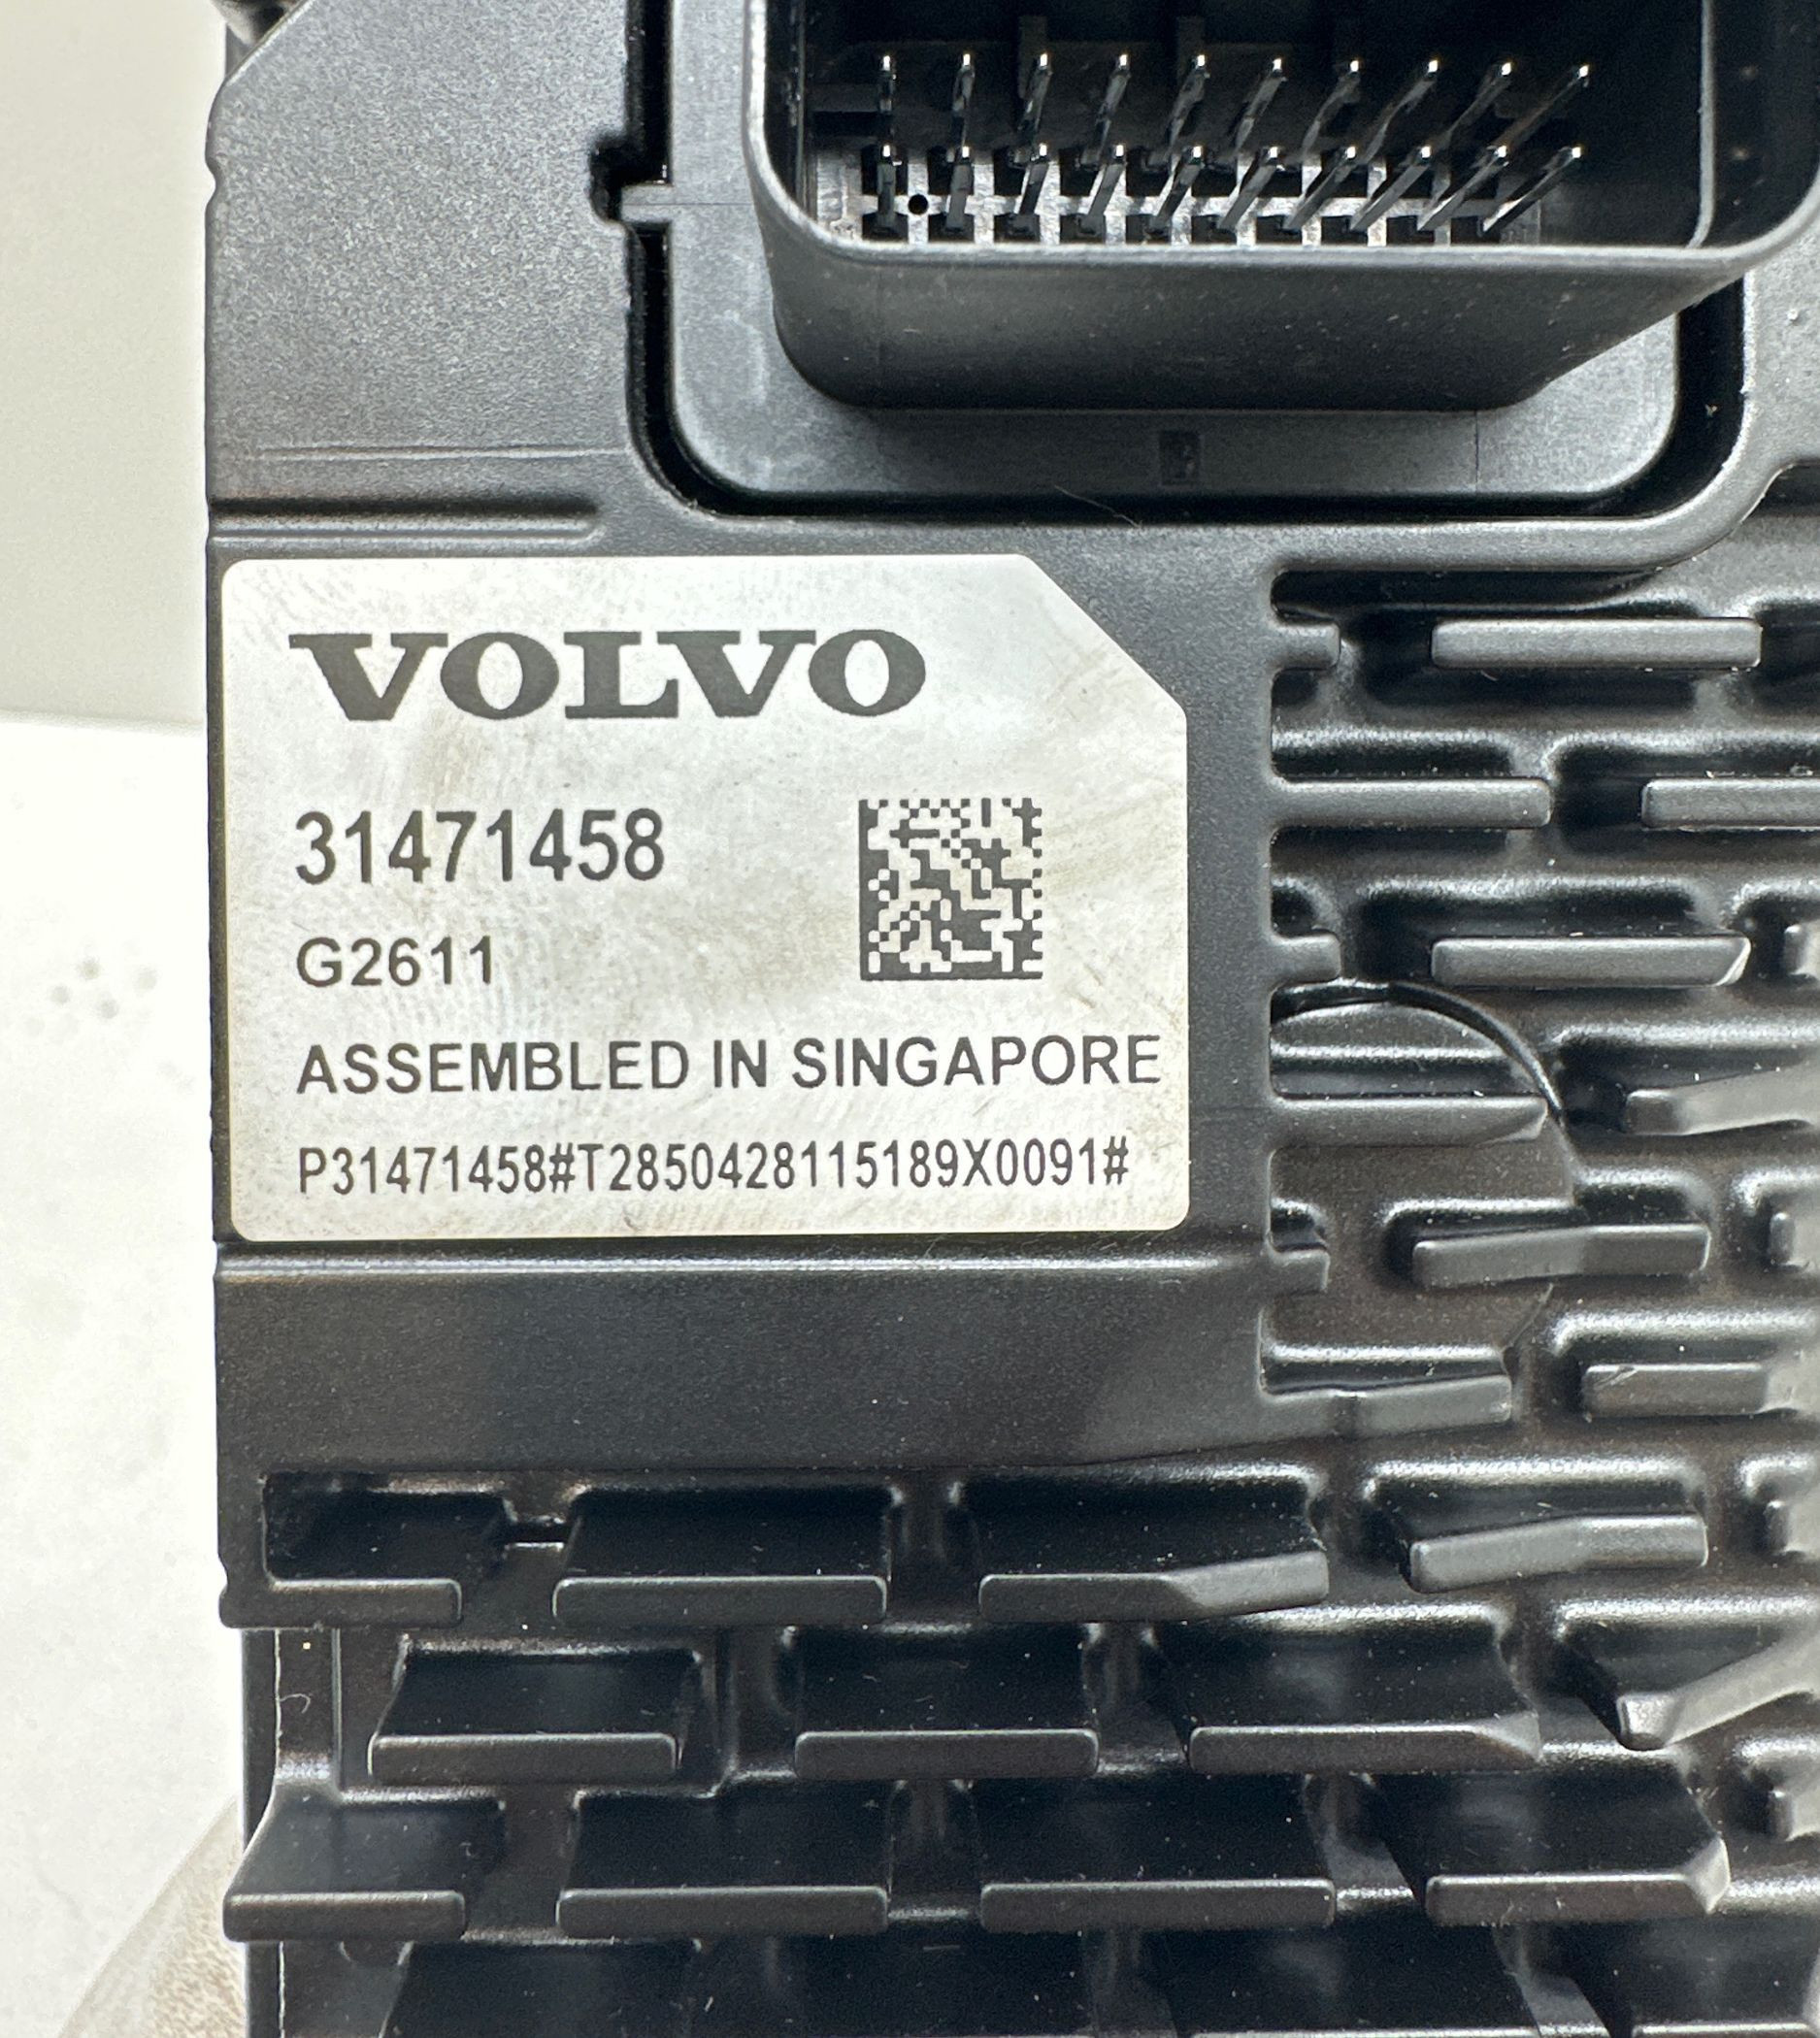 VOLVO
31471458
G2611
ASSEMBLED IN SINGAPORE
P31471458#T2850428115189X0091#